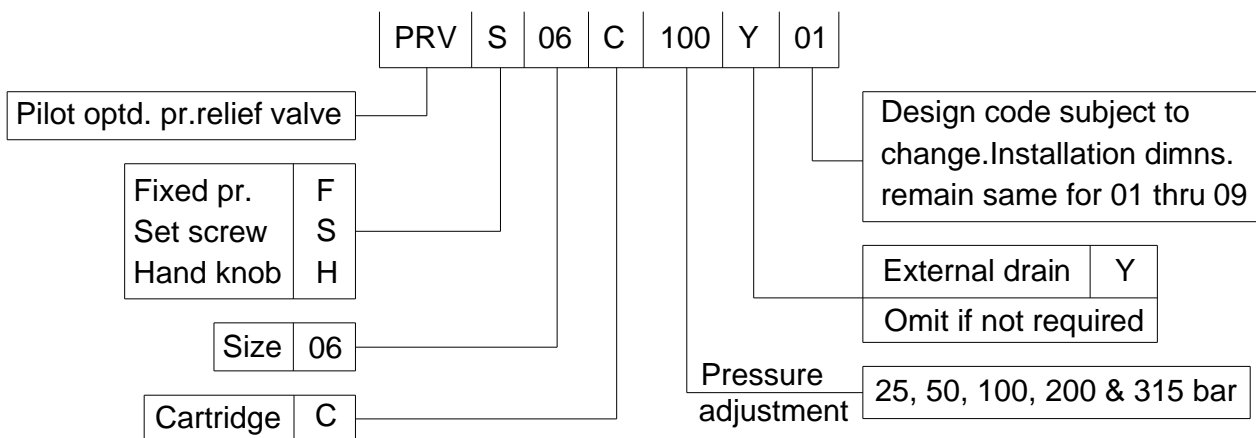 PRV S 06 C 100 Y 01
Pilot optd. pr.relief valve
Fixed pr. F
Set screw S
Hand knob H
Size 06
Cartridge C
Design code subject to
change.Installation dimns.
remain same for 01 thru 09
External drain Y
Omit if not required
Pressure
adjustment
25, 50, 100, 200 & 315 bar